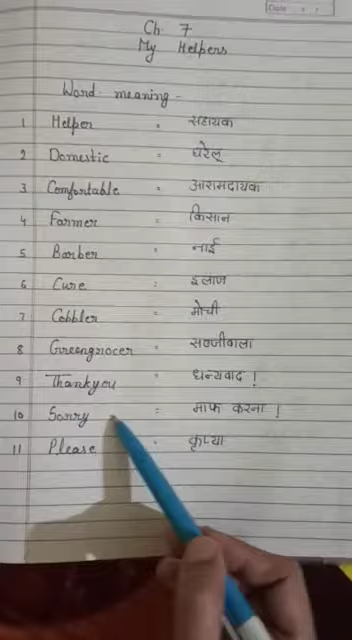 Date
Ch 7
My Helpers
Word meaning -
1 Helper - सहायक
2 Domestic = घरेलू
3 Comfortable = आरामदायक
4 Farmer = किसान
5 Barber = नाई
6 Cure = इलाज
7 Cobbler = मोची
8 Greengrocer = सब्जीवाला
9 Thankyou = धन्यवाद !
10 Sorry = माफ करना !
11 Please - कृप्या